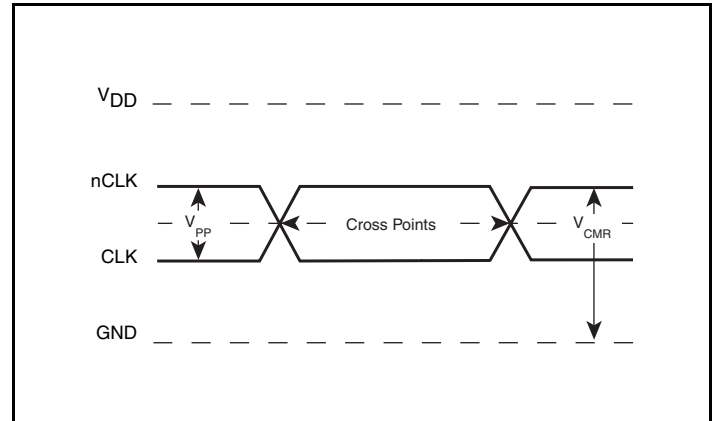 VDD
nCLK
VPP
Cross Points
VCMR
CLK
GND